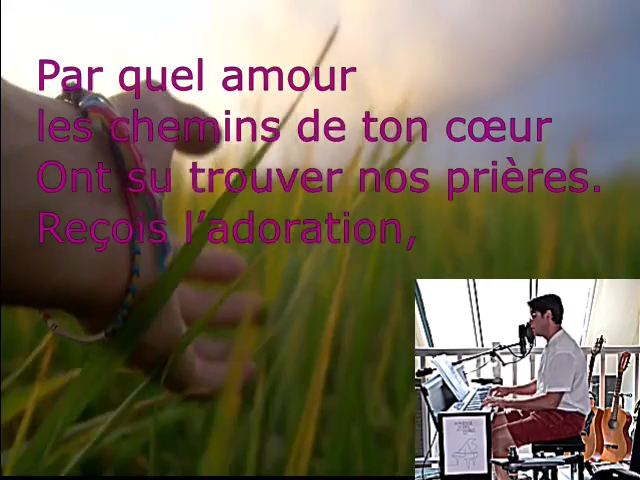 Par quel amour
les chemins de ton cœur
Ont su trouver nos prières.
Reçois l’adoration,